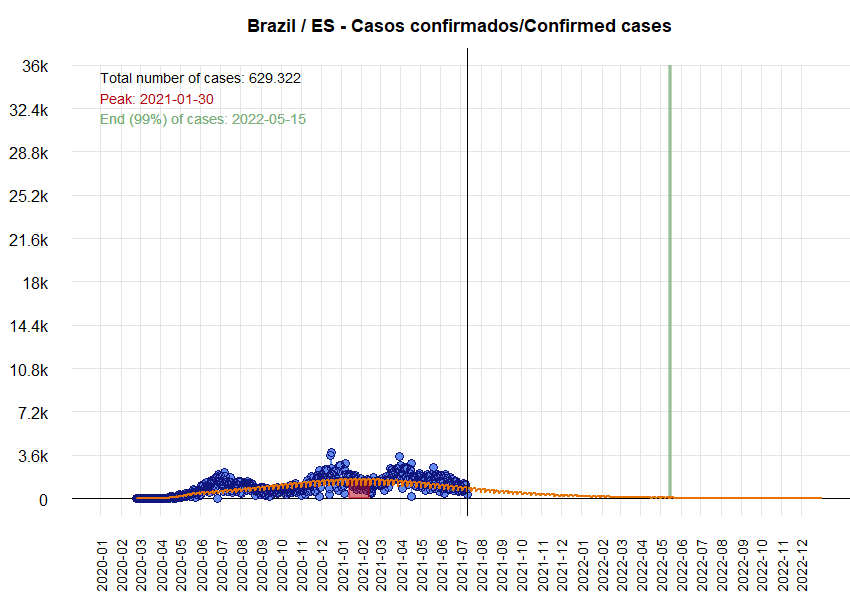 Brazil / ES - Casos confirmados/Confirmed cases
Total number of cases: 629.322
Peak: 2021-01-30
End (99%) of cases: 2022-05-15
36k
32.4k
28.8k
25.2k
21.6k
18k
14.4k
10.8k
7.2k
3.6k
0
2020-01
2020-02
2020-03
2020-04
2020-05
2020-06
2020-07
2020-08
2020-09
2020-10
2020-11
2020-12
2021-01
2021-02
2021-03
2021-04
2021-05
2021-06
2021-07
2021-08
2021-09
2021-10
2021-11
2021-12
2022-01
2022-02
2022-03
2022-04
2022-05
2022-06
2022-07
2022-08
2022-09
2022-10
2022-11
2022-12